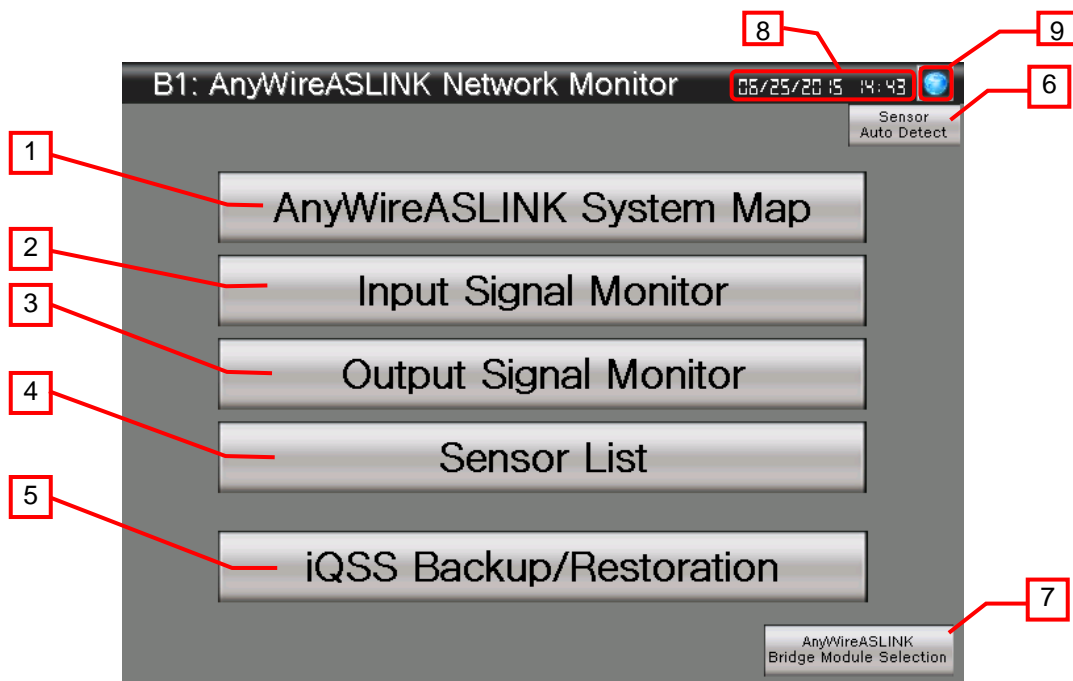 8
9
B1: AnyWireASLINK Network Monitor 06/25/2015 14:43
6
Sensor
Auto Detect
1
AnyWireASLINK System Map
2
Input Signal Monitor
3
Output Signal Monitor
4
Sensor List
5
iQSS Backup/Restoration
7
AnyWireASLINK
Bridge Module Selection